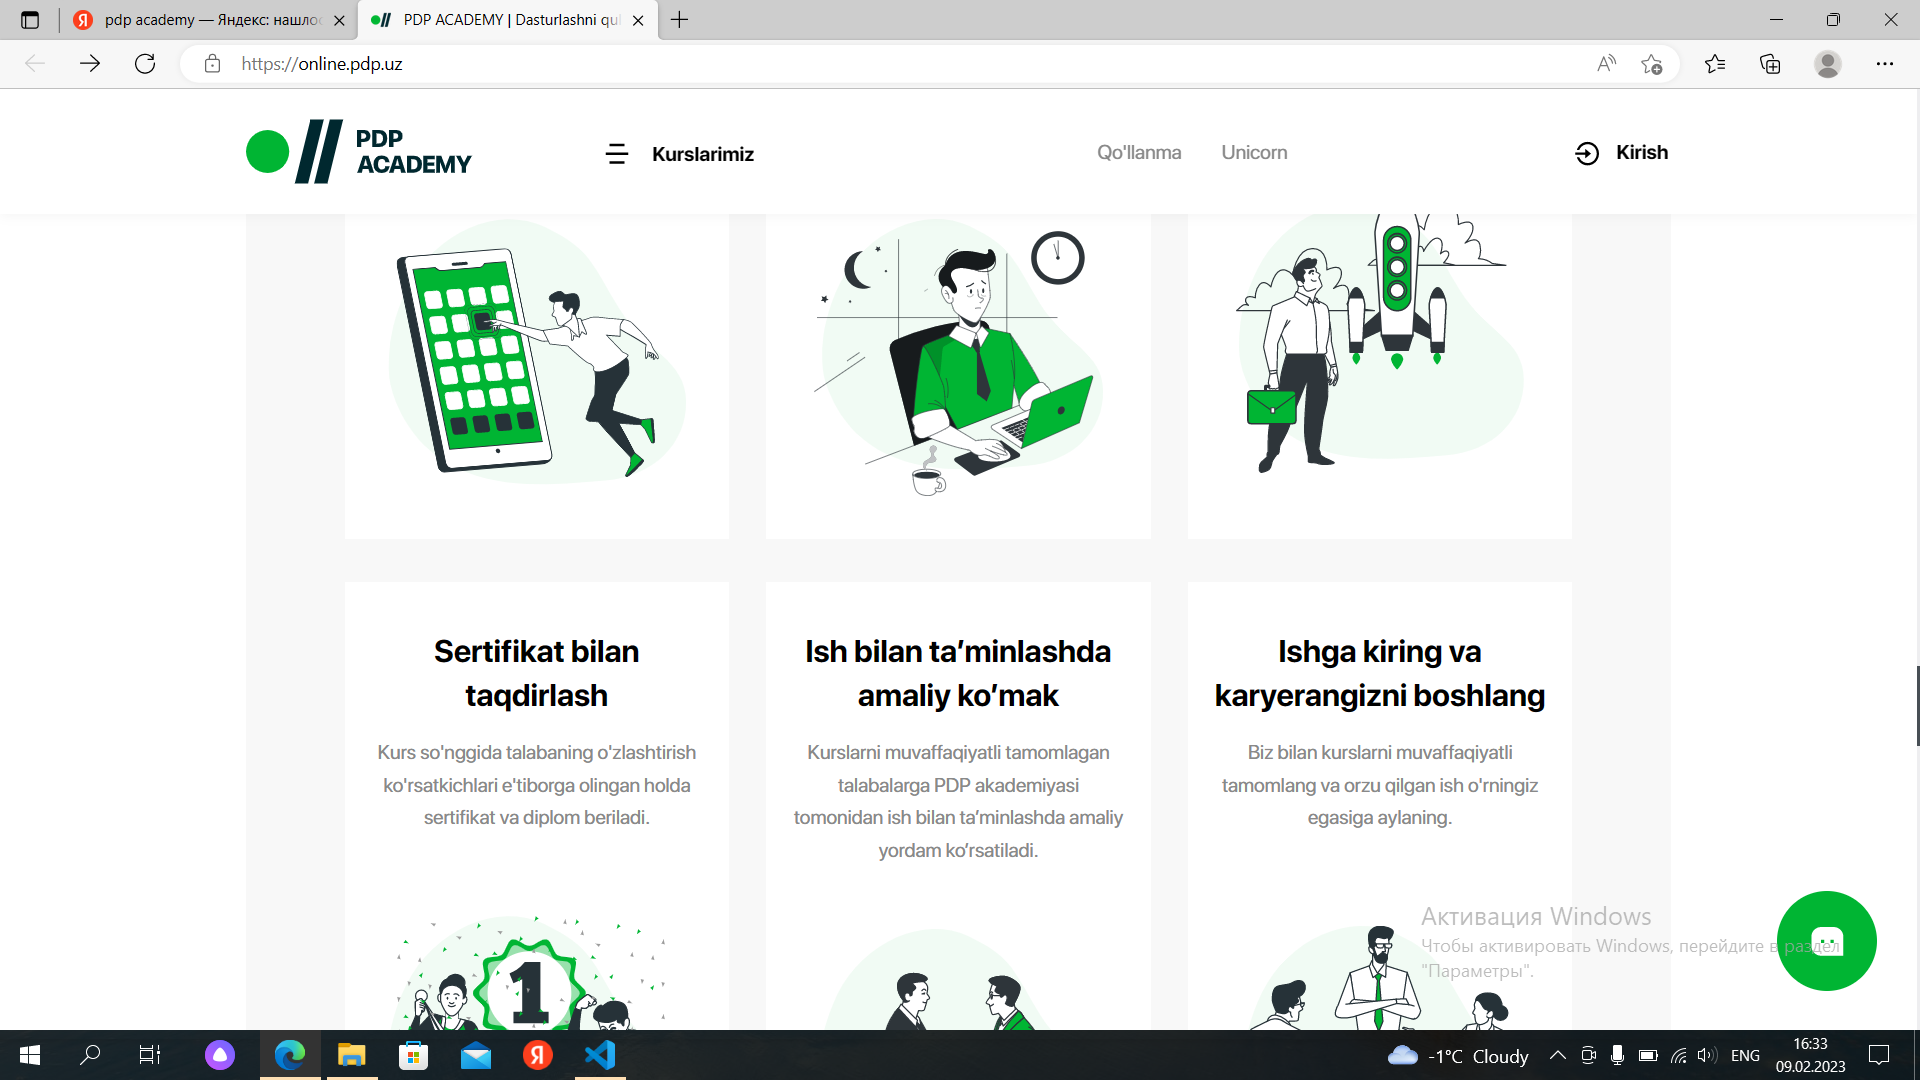 pdp academy — Яндекс: нашлос
PDP ACADEMY | Dasturlashni qul
https://online.pdp.uz
PDP
ACADEMY
Kurslarimiz
Qo'llanma
Unicorn
Kirish
Sertifikat bilan
taqdirlash
Kurs so'nggida talabaning o'zlashtirish
ko'rsatkichlari e'tiborga olingan holda
sertifikat va diplom beriladi.
Ish bilan ta’minlashda
amaliy ko’mak
Kurslarni muvaffaqiyatli tamomlagan
talabalarga PDP akademiyasi
tomonidan ish bilan ta’minlashda amaliy
yordam ko’rsatiladi.
Ishga kiring va
karyerangizni boshlang
Biz bilan kurslarni muvaffaqiyatli
tamomlang va orzu qilgan ish o'rningiz
egasiga aylaning.
1
Активация Windows
Чтобы активировать Windows, перейдите в раздел
"Параметры".
-1°C Cloudy
ENG
16:33
09.02.2023